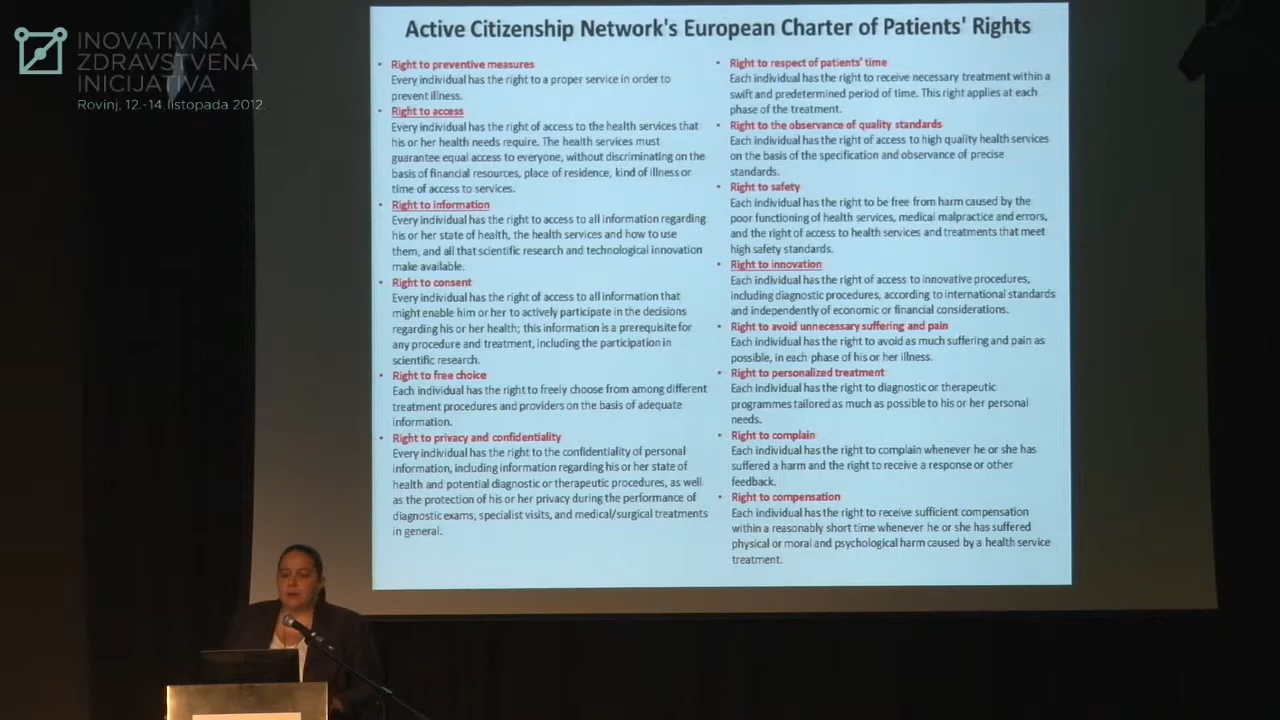 INOVATIVNA
ZDRAVSTVENA
INICIJATIVA
Rovinj, 12.-14. listopada 2012.
Active Citizenship Network's European Charter of Patients' Rights
• Right to preventive measures
Every individual has the right to a proper service in order to
prevent illness.
• Right to access
Every individual has the right of access to the health services that
his or her health needs require. The health services must
guarantee equal access to everyone, without discriminating on the
basis of financial resources, place of residence, kind of illness or
time of access to services.
• Right to information
Every individual has the right to access to all information regarding
his or her state of health, the health services and how to use
them, and all that scientific research and technological innovation
make available.
• Right to consent
Every individual has the right of access to all information that
might enable him or her to actively participate in the decisions
regarding his or her health; this information is a prerequisite for
any procedure and treatment, including the participation in
scientific research.
• Right to free choice
Each individual has the right to freely choose from among different
treatment procedures and providers on the basis of adequate
information.
• Right to privacy and confidentiality
Every individual has the right to the confidentiality of personal
information, including information regarding his or her state of
health and potential diagnostic or therapeutic procedures, as well
as the protection of his or her privacy during the performance of
diagnostic exams, specialist visits, and medical/surgical treatments
in general.
• Right to respect of patients' time
Each individual has the right to receive necessary treatment within a
swift and predetermined period of time. This right applies at each
phase of the treatment.
• Right to the observance of quality standards
Each individual has the right of access to high quality health services
on the basis of the specification and observance of precise
standards.
• Right to safety
Each individual has the right to be free from harm caused by the
poor functioning of health services, medical malpractice and errors,
and the right of access to health services and treatments that meet
high safety standards.
• Right to innovation
Each individual has the right of access to innovative procedures,
including diagnostic procedures, according to international standards
and independently of economic or financial considerations.
• Right to avoid unnecessary suffering and pain
Each individual has the right to avoid as much suffering and pain as
possible, in each phase of his or her illness.
• Right to personalized treatment
Each individual has the right to diagnostic or therapeutic
programmes tailored as much as possible to his or her personal
needs.
• Right to complain
Each individual has the right to complain whenever he or she has
suffered a harm and the right to receive a response or other
feedback.
• Right to compensation
Each individual has the right to receive sufficient compensation
within a reasonably short time whenever he or she has suffered
physical or moral and psychological harm caused by a health service
treatment.